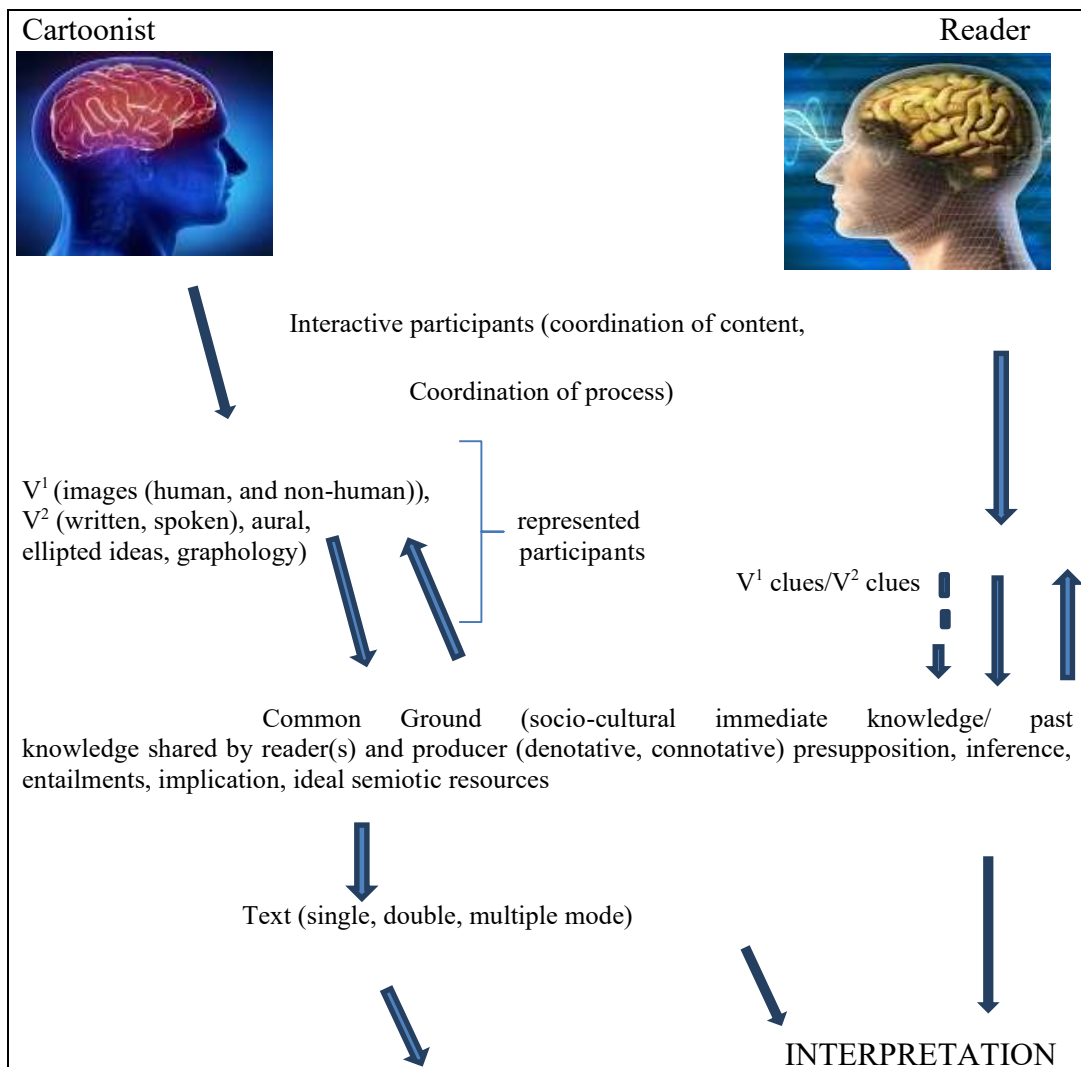 Cartoonist
Reader
Interactive participants (coordination of content,
Coordination of process)
V¹ (images (human, and non-human)),
V² (written, spoken), aural,
ellipted ideas, graphology)
represented
participants
V¹ clues/V² clues
Common Ground (socio-cultural immediate knowledge/ past
knowledge shared by reader(s) and producer (denotative, connotative) presupposition, inference,
entailments, implication, ideal semiotic resources
Text (single, double, multiple mode)
INTERPRETATION